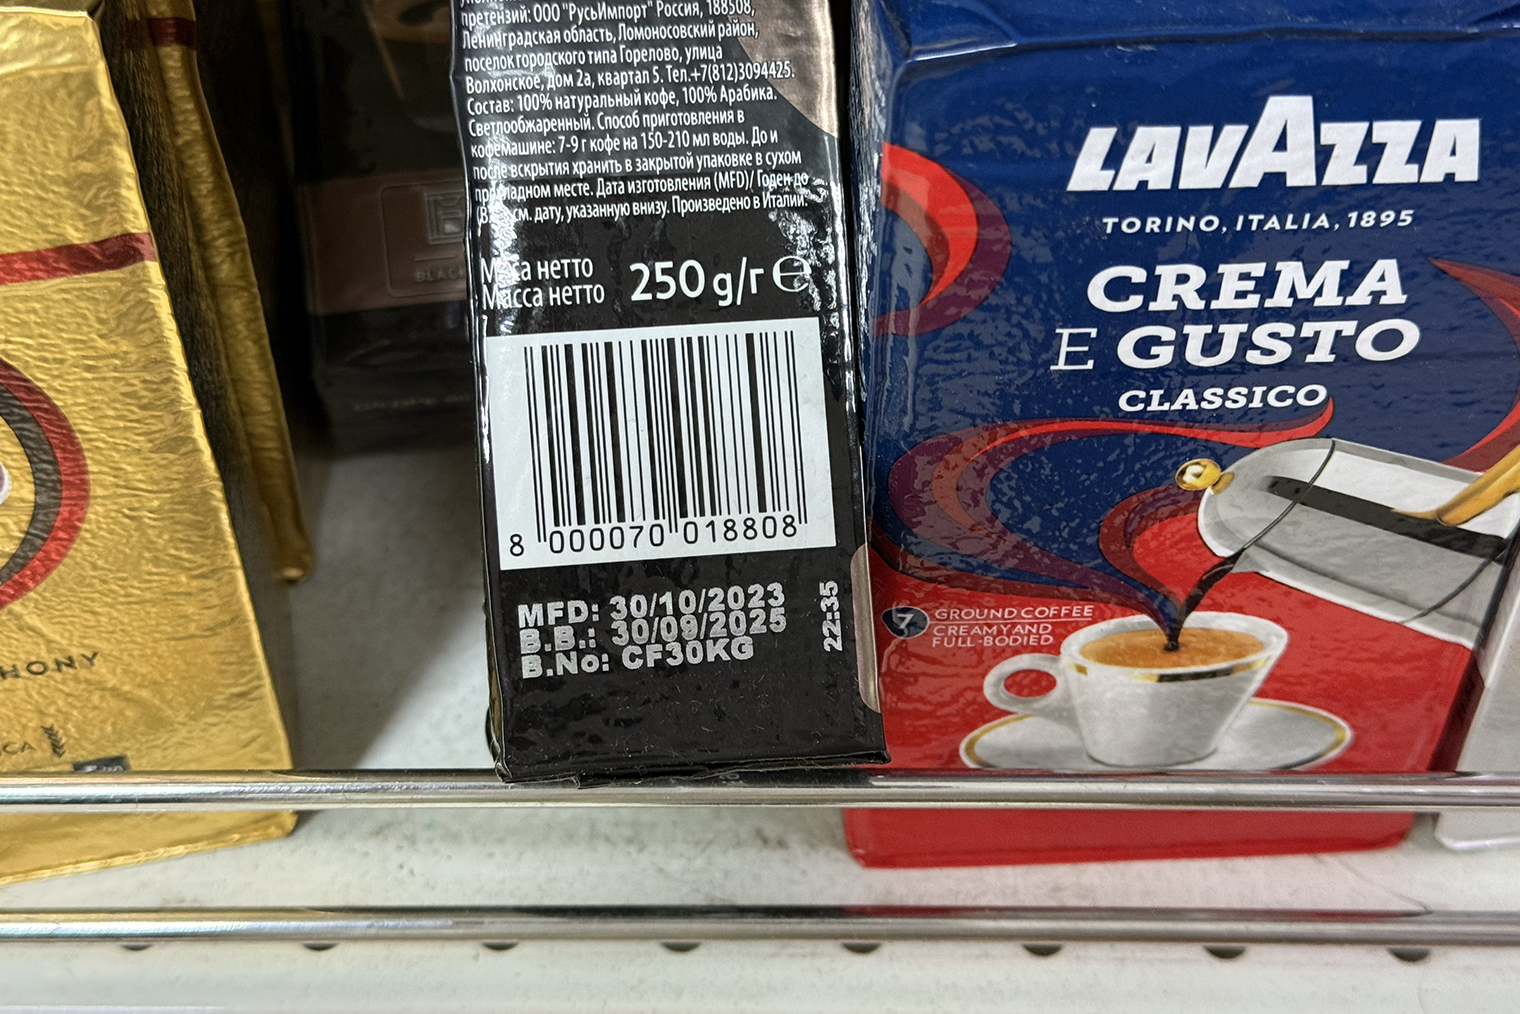 претензий: ООО "РусьИмпорт" Россия, 188508,
Ленинградская область, Ломоносовский район,
поселок городского типа Горелово, улица
Волхонское, дом 2а, квартал 5. Тел.+7(812)3094425.
Состав: 100% натуральный кофе, 100% Арабика.
Светлообжаренный. Способ приготовления в
кофемашине: 7-9 г кофе на 150-210 мл воды. До и
после вскрытия хранить в закрытой упаковке в сухом
прохладном месте. Дата изготовления (MFD)/ Годен до
см. дату, указанную внизу. Произведено в Италии.
Маса нетто
Масса нетто
250 g/г ℮
8 000070 018808
MFD: 30/10/2023
B.B.: 30/09/2025
B.No: CF30KG
22:35
LAVAZZA
TORINO, ITALIA, 1895
CREMA
E GUSTO
CLASSICO
7
GROUND COFFEE
CREAMY AND
FULL-BODIED
BLACK
HONY
CA